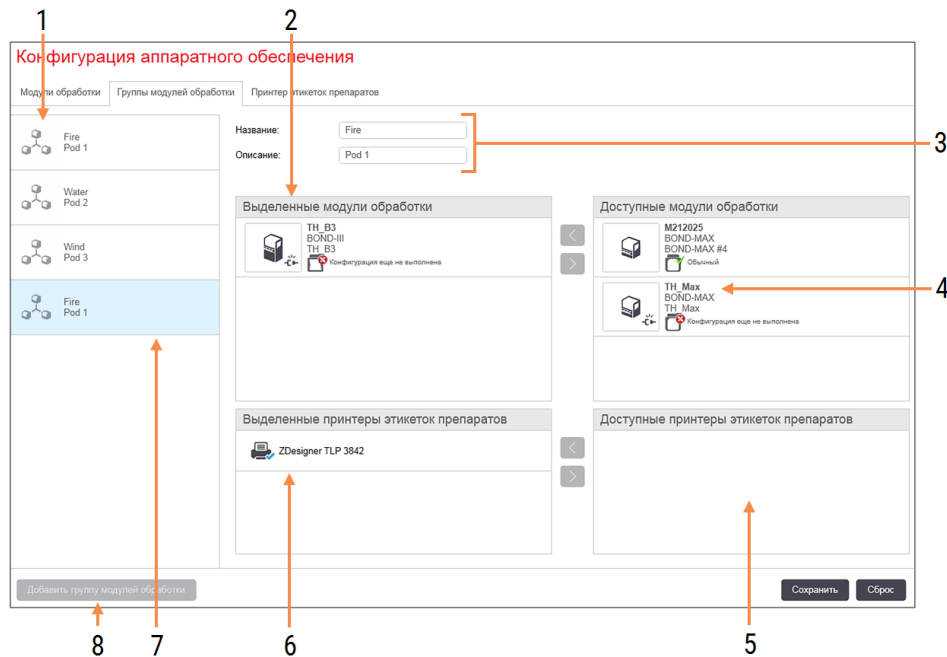 1
2
Конфигурация аппаратного обеспечения
Модули обработки
Группы модулей обработки
Принтер этикеток препаратов
Fire
Pod 1
Water
Pod 2
Wind
Pod 3
Fire
Pod 1
Название:
Fire
Описание:
Pod 1
3
Выделенные модули обработки
TH_B3
BOND-III
TH_B3
Конфигурация еще не выполнена
<
>
Доступные модули обработки
M212025
BOND-MAX
BOND-MAX #4
Обычный
TH_Max
BOND-MAX
TH_Max
Конфигурация еще не выполнена
4
Выделенные принтеры этикеток препаратов
ZDesigner TLP 3842
<
>
Доступные принтеры этикеток препаратов
Добавить группу модулей обработки
Сохранить
Сброс
8
7
6
5